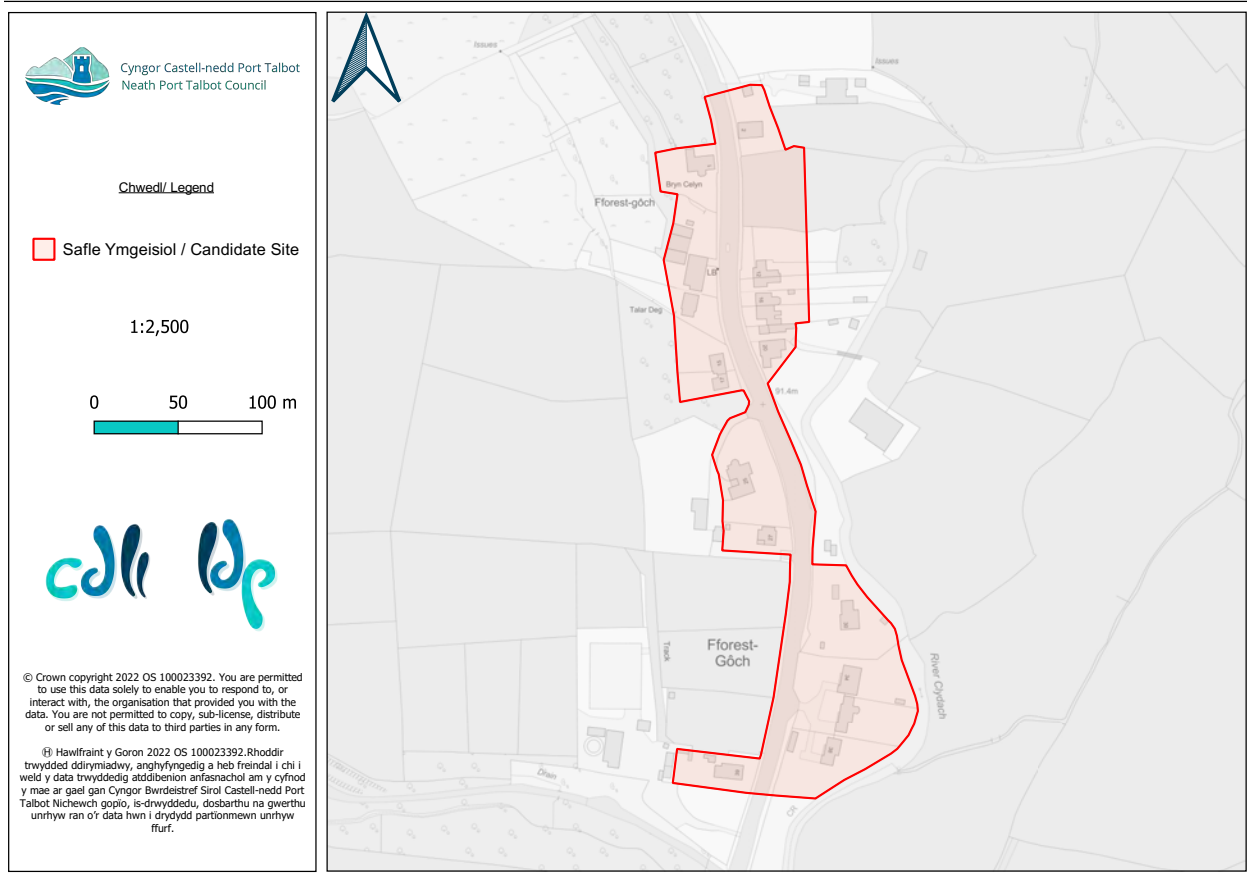 Cyngor Castell-nedd Port Talbot
Neath Port Talbot Council
Chwedl/ Legend
Safle Ymgeisiol / Candidate Site
1:2,500
0 50 100 m
cdll ldp
© Crown copyright 2022 OS 100023392. You are permitted
to use this data solely to enable you to respond to, or
interact with, the organisation that provided you with the
data. You are not permitted to copy, sub-license, distribute
or sell any of this data to third parties in any form.
Ⓗ Hawlfraint y Goron 2022 OS 100023392.Rhoddir
trwydded ddirymiadwy, anghyfyngedig a heb freindal i chi i
weld y data trwyddedig atddibenion anfasnachol am y cyfnod
y mae ar gael gan Cyngor Bwrdeistref Sirol Castell-nedd Port
Talbot Nichewch gopïo, is-drwyddedu, dosbarthu na gwerthu
unrhyw ran o'r data hwn i drydydd partïonmewn unrhyw
ffurf.
Issues
Issues
Bryn Celyn
Fforest-gôch
LB
Talar Deg
91.4m
Track
Fforest-
Gôch
River Clydach
Drain
CR